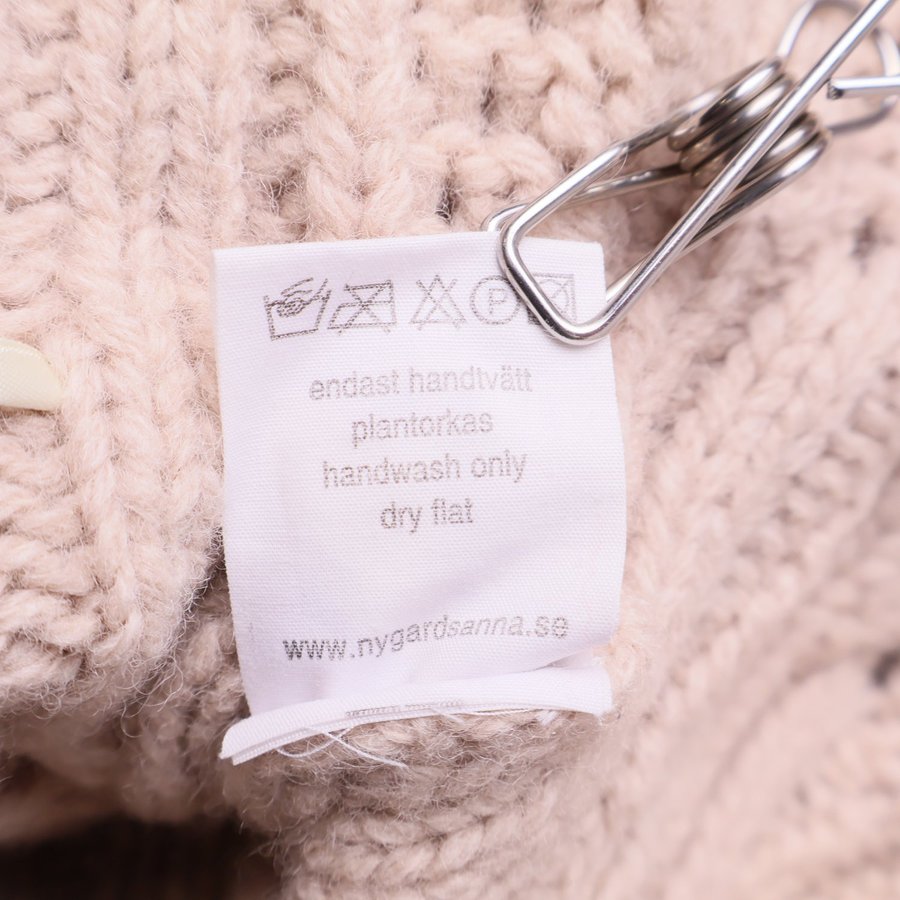 P
endast handtvätt
plantorkas
handwash only
dry flat
www.nygardsanna.se